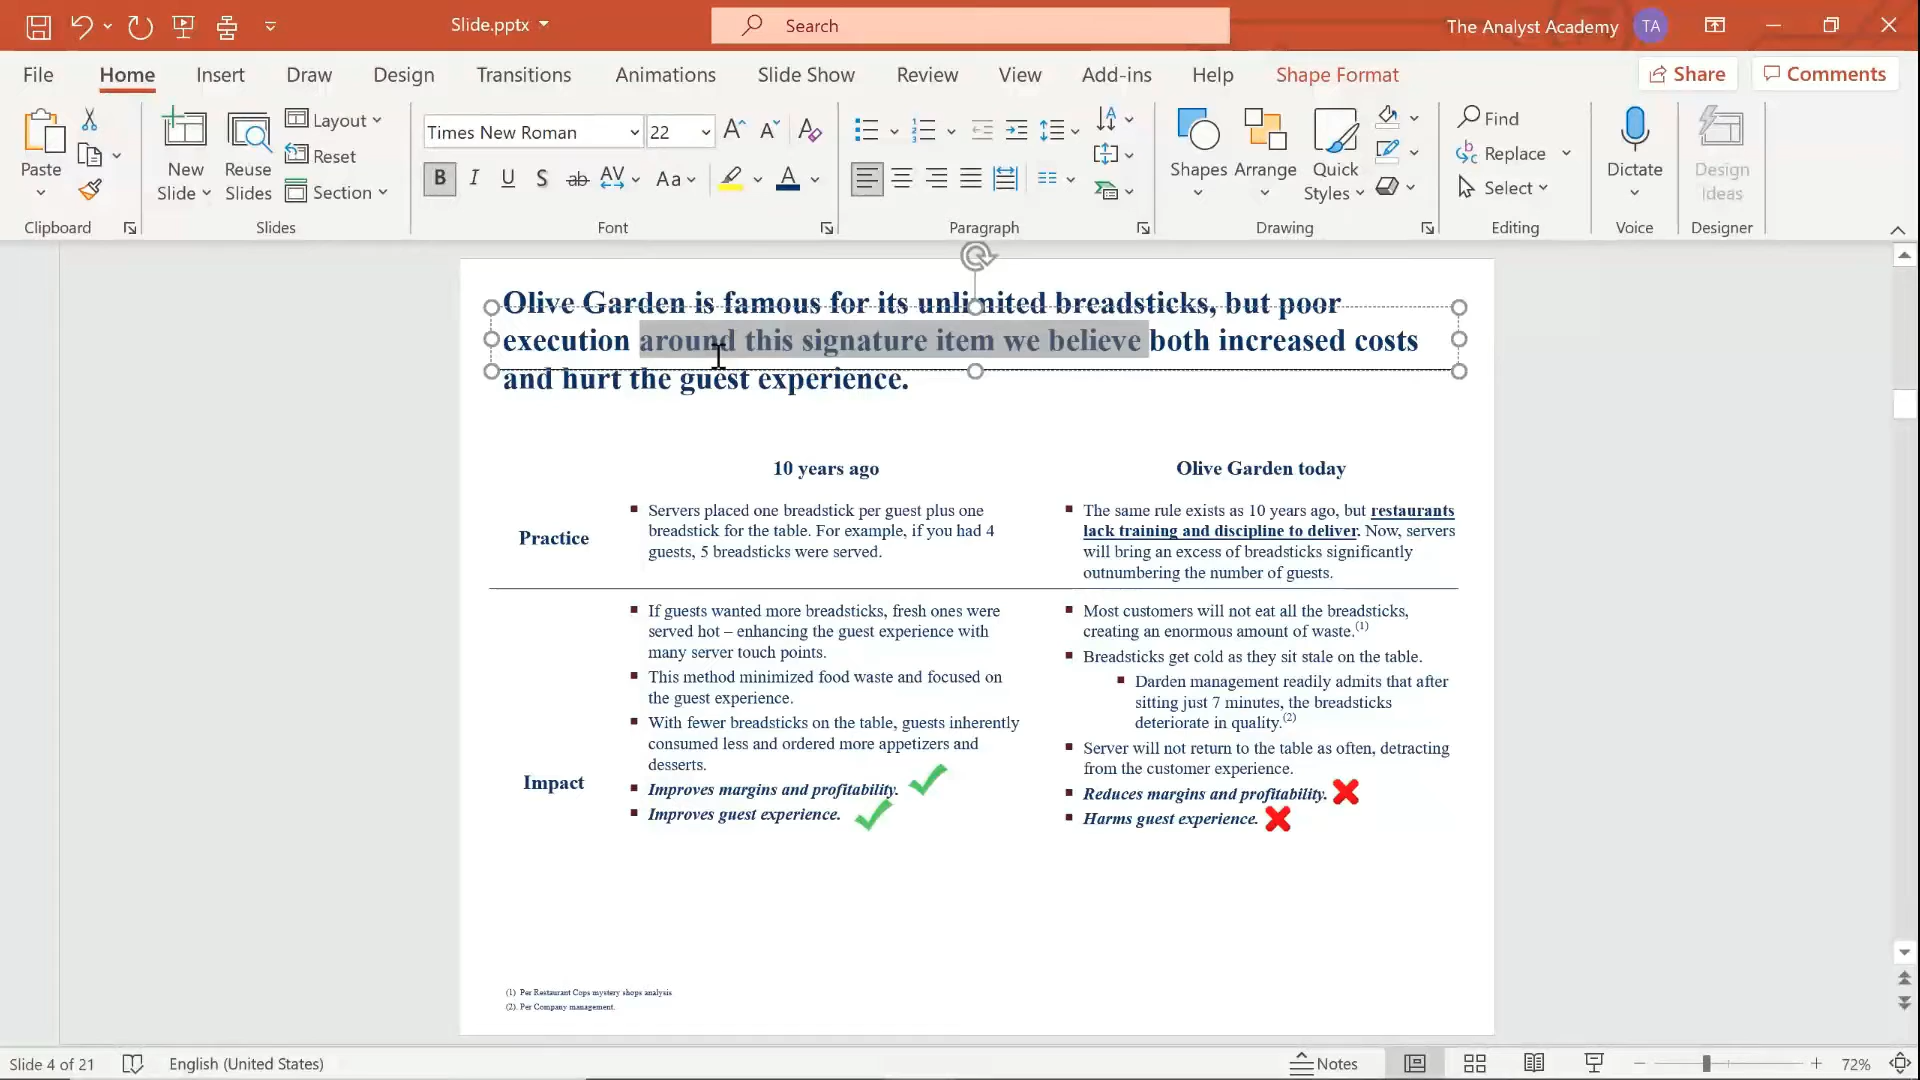 Slide.pptx
Search
The Analyst Academy
TA
File
Home
Insert
Draw
Design
Transitions
Animations
Slide Show
Review
View
Add-ins
Help
Shape Format
Share
Comments
Paste
New
Slide
Reuse
Slides
Layout
Reset
Section
Times New Roman
22
Find
Replace
Select
Shapes
Arrange
Quick
Styles
Dictate
Design
Ideas
Clipboard
Slides
Font
Paragraph
Drawing
Editing
Voice
Designer
Olive Garden is famous for its unlimited breadsticks, but poor
execution around this signature item we believe both increased costs
and hurt the guest experience.
10 years ago
Olive Garden today
Practice
Servers placed one breadstick per guest plus one
breadstick for the table. For example, if you had 4
guests, 5 breadsticks were served.
The same rule exists as 10 years ago, but restaurants
lack training and discipline to deliver. Now, servers
will bring an excess of breadsticks significantly
outnumbering the number of guests.
Impact
If guests wanted more breadsticks, fresh ones were
served hot – enhancing the guest experience with
many server touch points.
This method minimized food waste and focused on
the guest experience.
With fewer breadsticks on the table, guests inherently
consumed less and ordered more appetizers and
desserts.
Improves margins and profitability.
Improves guest experience.
Most customers will not eat all the breadsticks,
creating an enormous amount of waste.(1)
Breadsticks get cold as they sit stale on the table.
Darden management readily admits that after
sitting just 7 minutes, the breadsticks
deteriorate in quality.(2)
Server will not return to the table as often, detracting
from the customer experience.
Reduces margins and profitability.
Harms guest experience.
(1) Per Restaurant Cops mystery shops analysis
(2). Per Company management.
Slide 4 of 21
English (United States)
Notes
72%